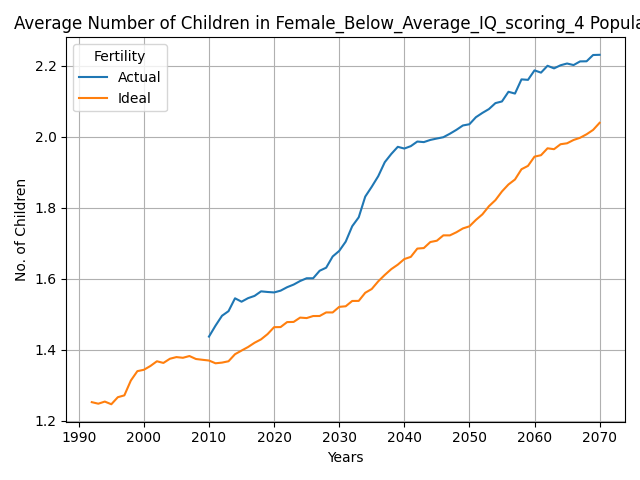 Average Number of Children in Female_Below_Average_IQ_scoring_4 Popula
Fertility
Actual
Ideal
No. of Children
2.2
2.0
1.8
1.6
1.4
1.2
1990 2000 2010 2020 2030 2040 2050 2060 2070
Years